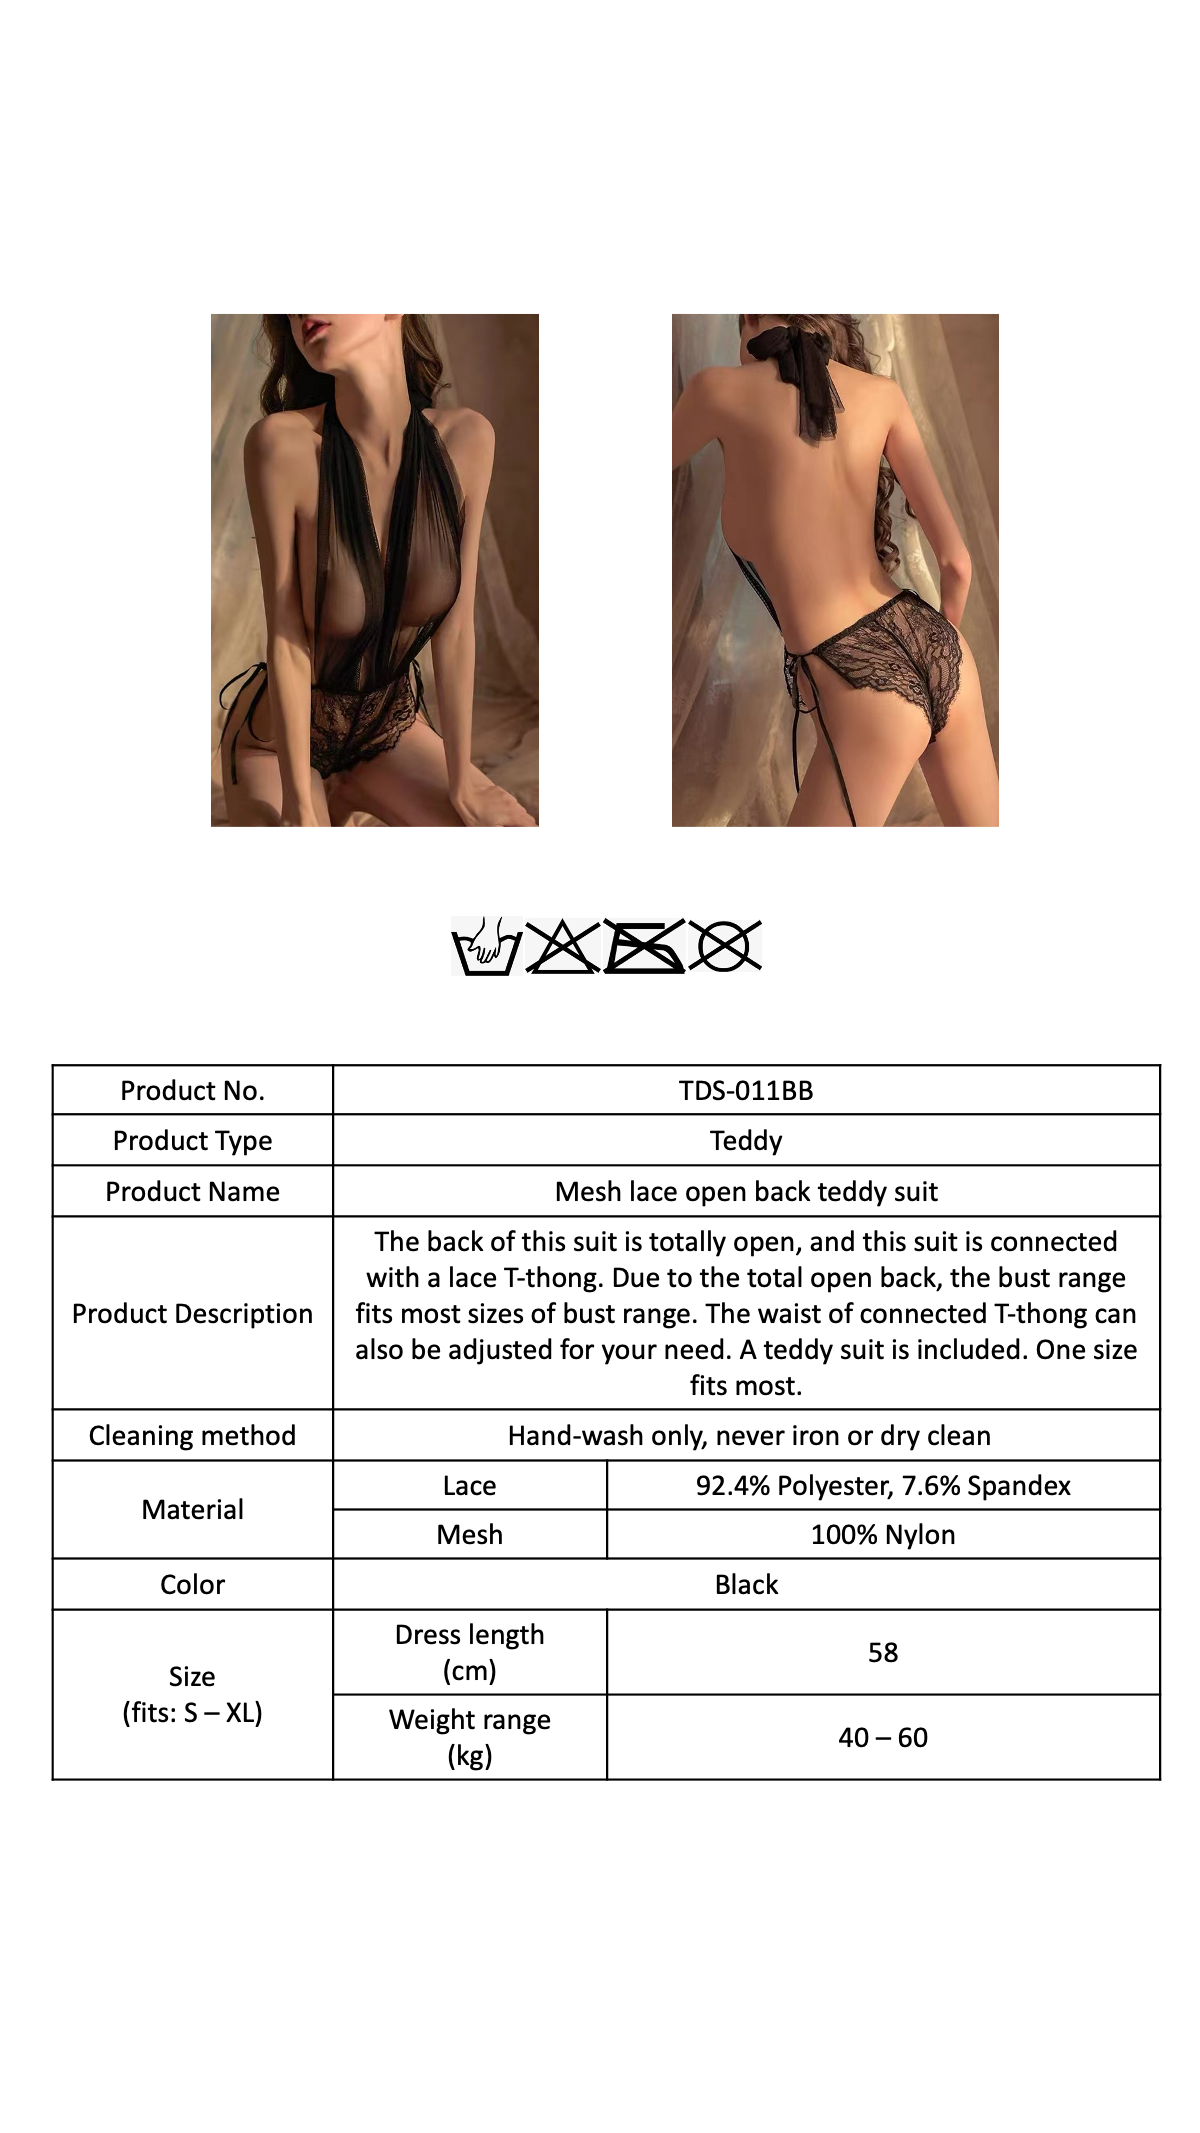 Product No.
TDS-011BB
Product Type
Teddy
Product Name
Mesh lace open back teddy suit
Product Description
The back of this suit is totally open, and this suit is connected
with a lace T-thong. Due to the total open back, the bust range
fits most sizes of bust range. The waist of connected T-thong can
also be adjusted for your need. A teddy suit is included. One size
fits most.
Cleaning method
Hand-wash only, never iron or dry clean
Material
Lace
92.4% Polyester, 7.6% Spandex
Mesh
100% Nylon
Color
Black
Size
(fits: S – XL)
Dress length
(cm)
58
Weight range
(kg)
40 – 60